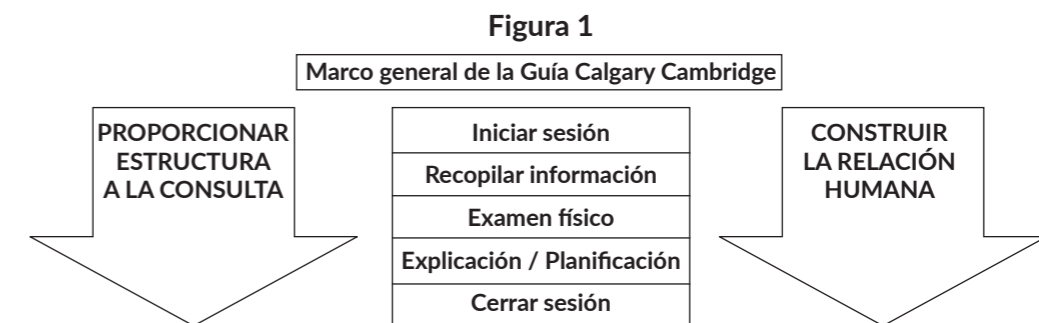 Figura 1
Marco general de la Guía Calgary Cambridge
PROPORCIONAR
ESTRUCTURA
A LA CONSULTA
Iniciar sesión
Recopilar información
Examen físico
Explicación / Planificación
Cerrar sesión
CONSTRUIR
LA RELACIÓN
HUMANA